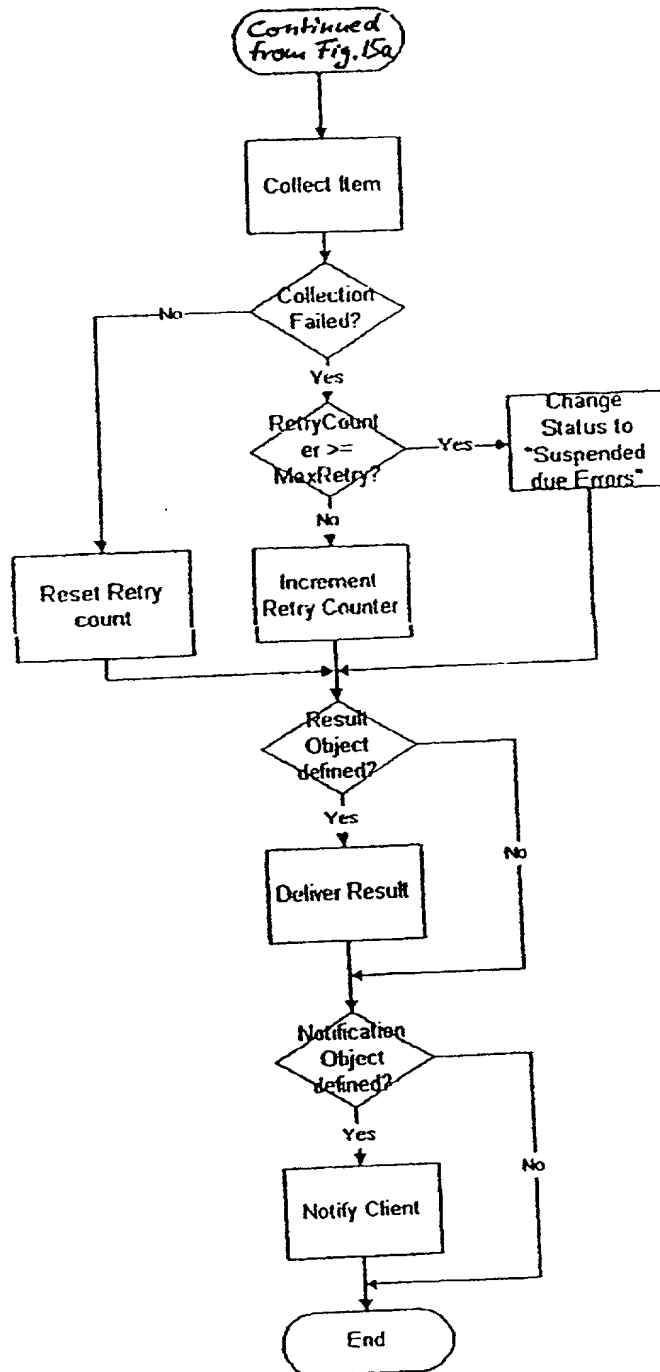 Continued
from Fig. 15a
Collect Item
Collection
Failed?
No
Yes
RetryCount
er >=
MaxRetry?
Yes
Change
Status to
"Suspended
due Errors"
No
Reset Retry
count
Increment
Retry Counter
Result
Object
defined?
Yes
No
Deliver Result
Notification
Object
defined?
Yes
No
Notify Client
End